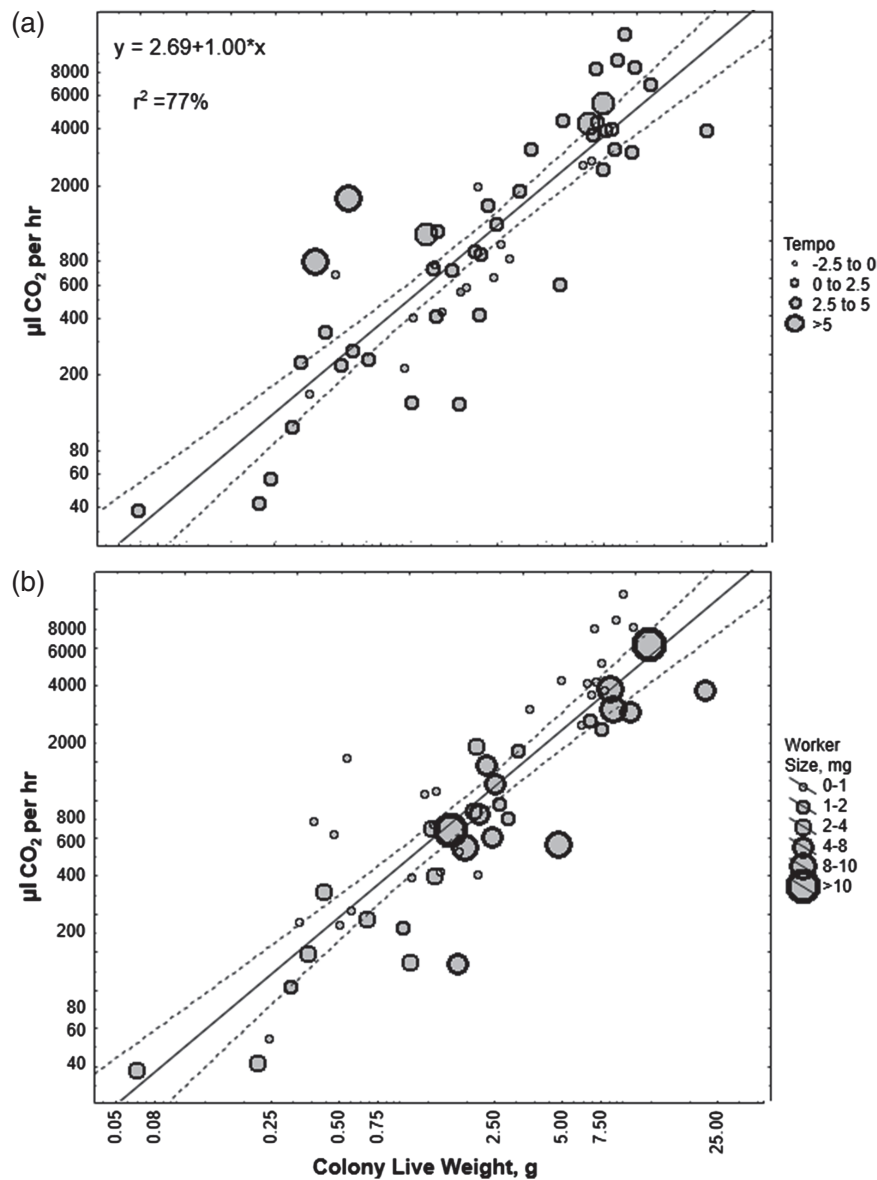 (a)
y = 2.69+1.00*x
r² =77%
8000
6000
4000
2000
800
600
400
200
80
60
40
µl CO₂ per hr
Tempo
-2.5 to 0
0 to 2.5
2.5 to 5
>5
(b)
8000
6000
4000
2000
800
600
400
200
80
60
40
µl CO₂ per hr
Worker
Size, mg
0-1
1-2
2-4
4-8
8-10
>10
0.05
0.08
0.25
0.50
0.75
2.50
5.00
7.50
25.00
Colony Live Weight, g